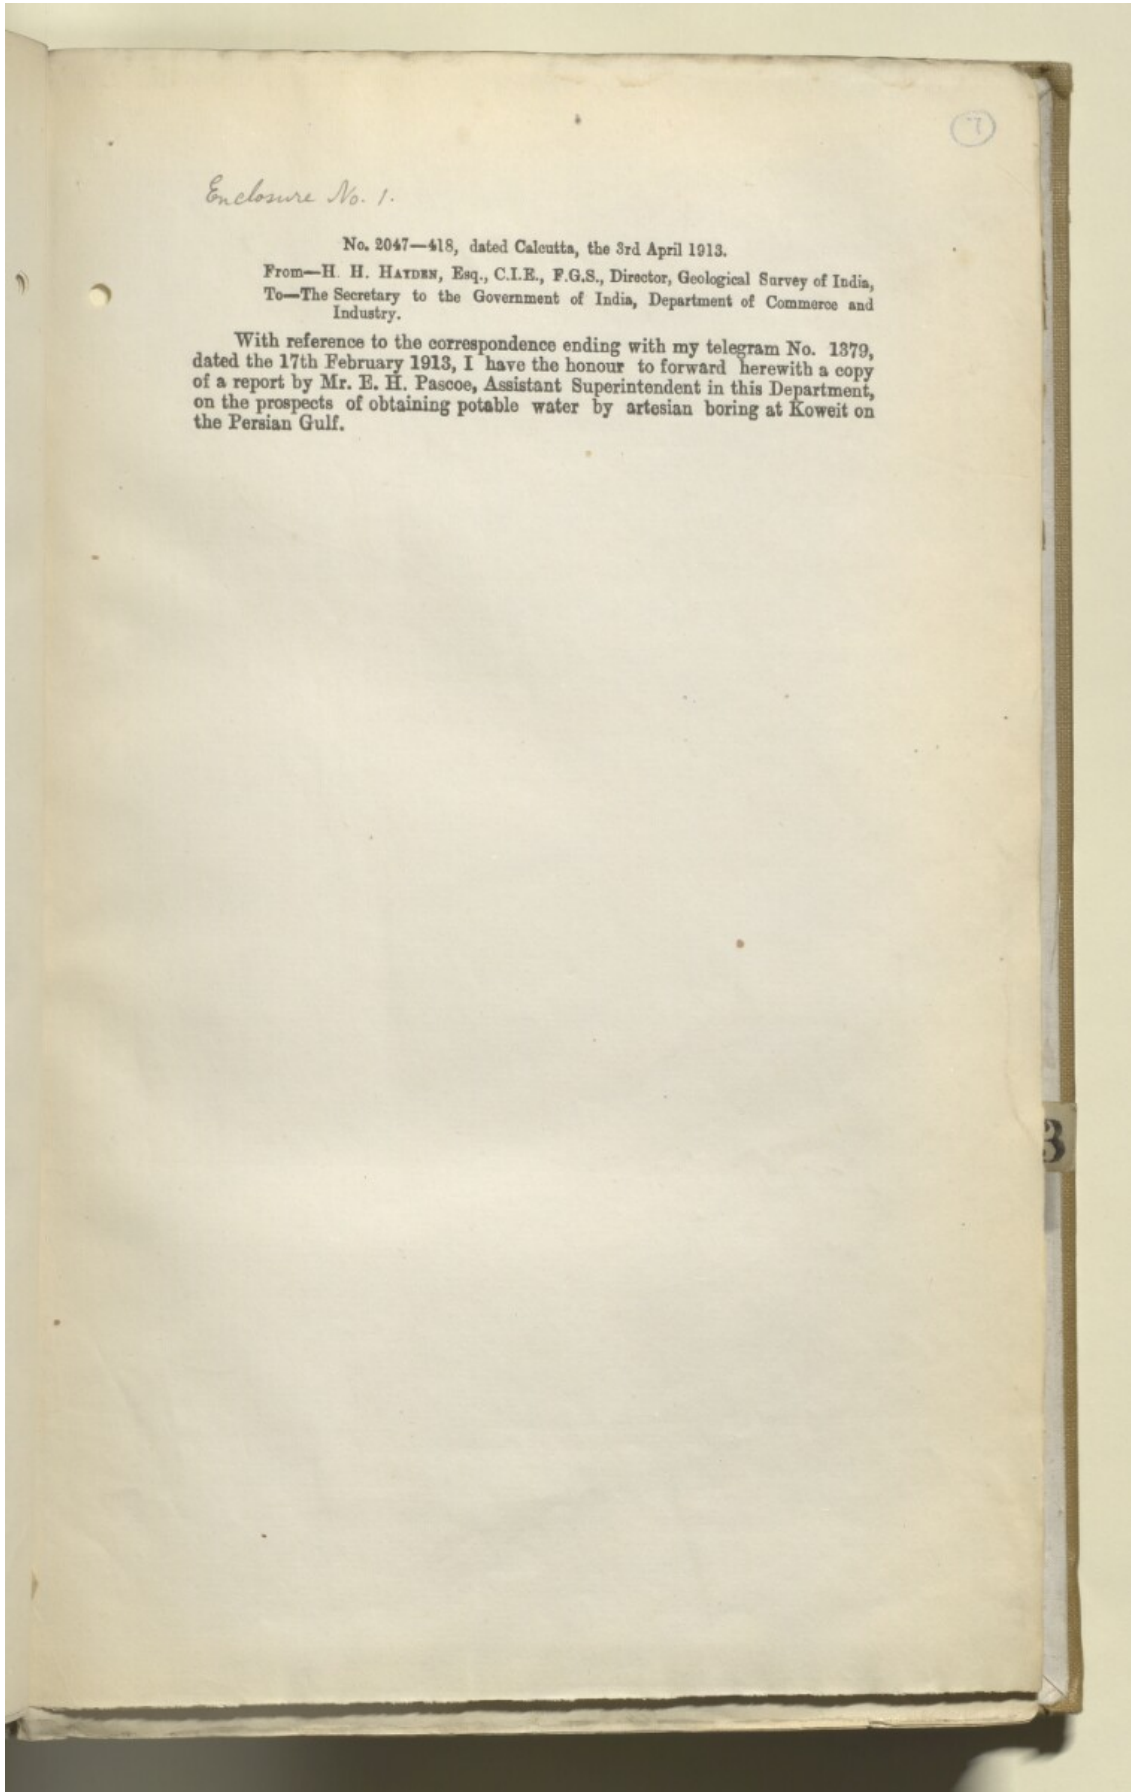 7
Enclosure No. 1.
No. 2047—418, dated Calcutta, the 3rd April 1913.
From—H. H. HAYDEN, Esq., C.I.E., F.G.S., Director, Geological Survey of India,
To—The Secretary to the Government of India, Department of Commerce and
Industry.
With reference to the correspondence ending with my telegram No. 1379,
dated the 17th February 1913, I have the honour to forward herewith a copy
of a report by Mr. E. H. Pascoe, Assistant Superintendent in this Department,
on the prospects of obtaining potable water by artesian boring at Koweit on
the Persian Gulf.
3